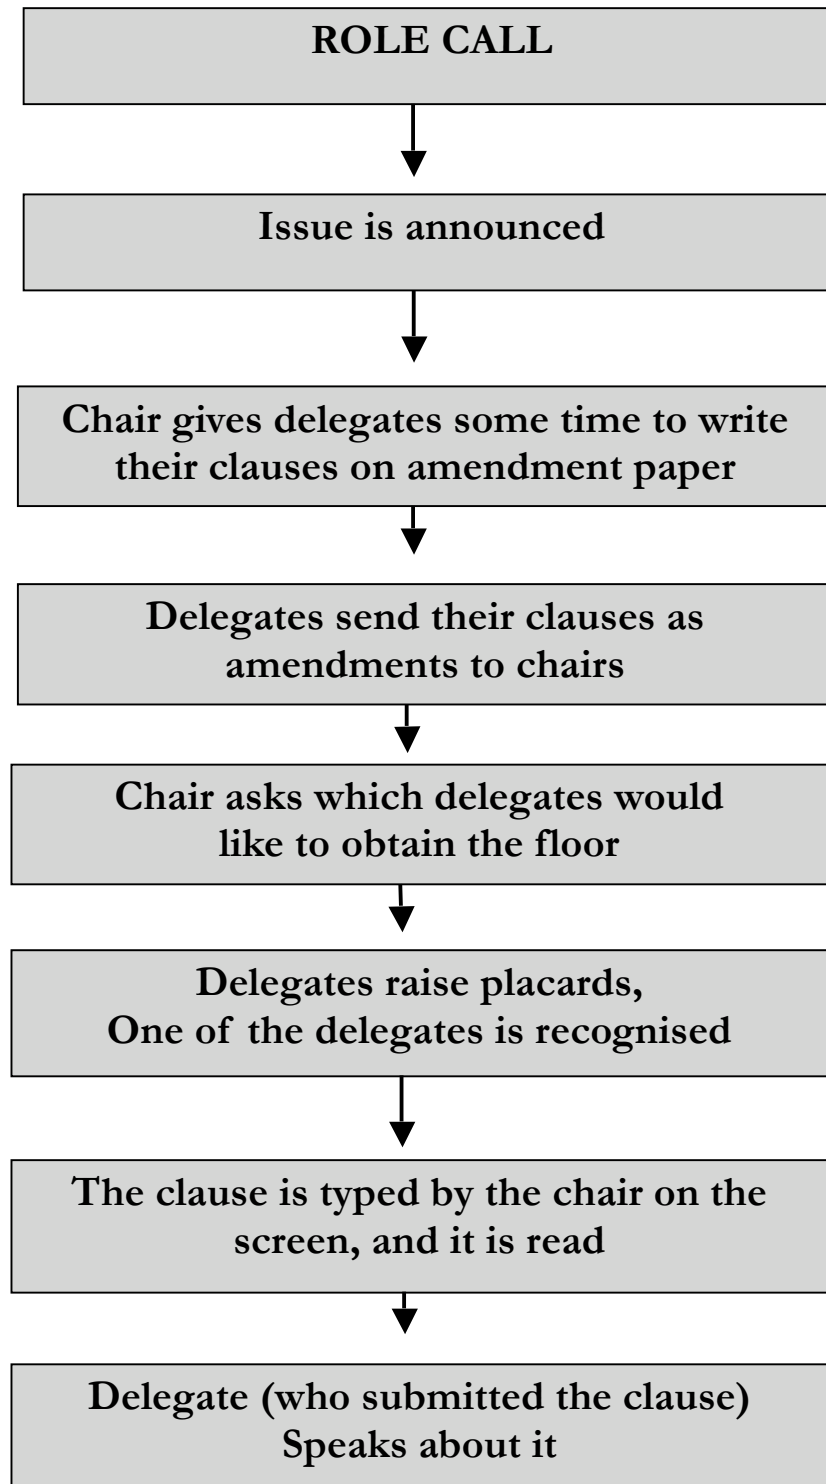 ROLE CALL
Issue is announced
Chair gives delegates some time to write
their clauses on amendment paper
Delegates send their clauses as
amendments to chairs
Chair asks which delegates would
like to obtain the floor
Delegates raise placards,
One of the delegates is recognised
The clause is typed by the chair on the
screen, and it is read
Delegate (who submitted the clause)
Speaks about it